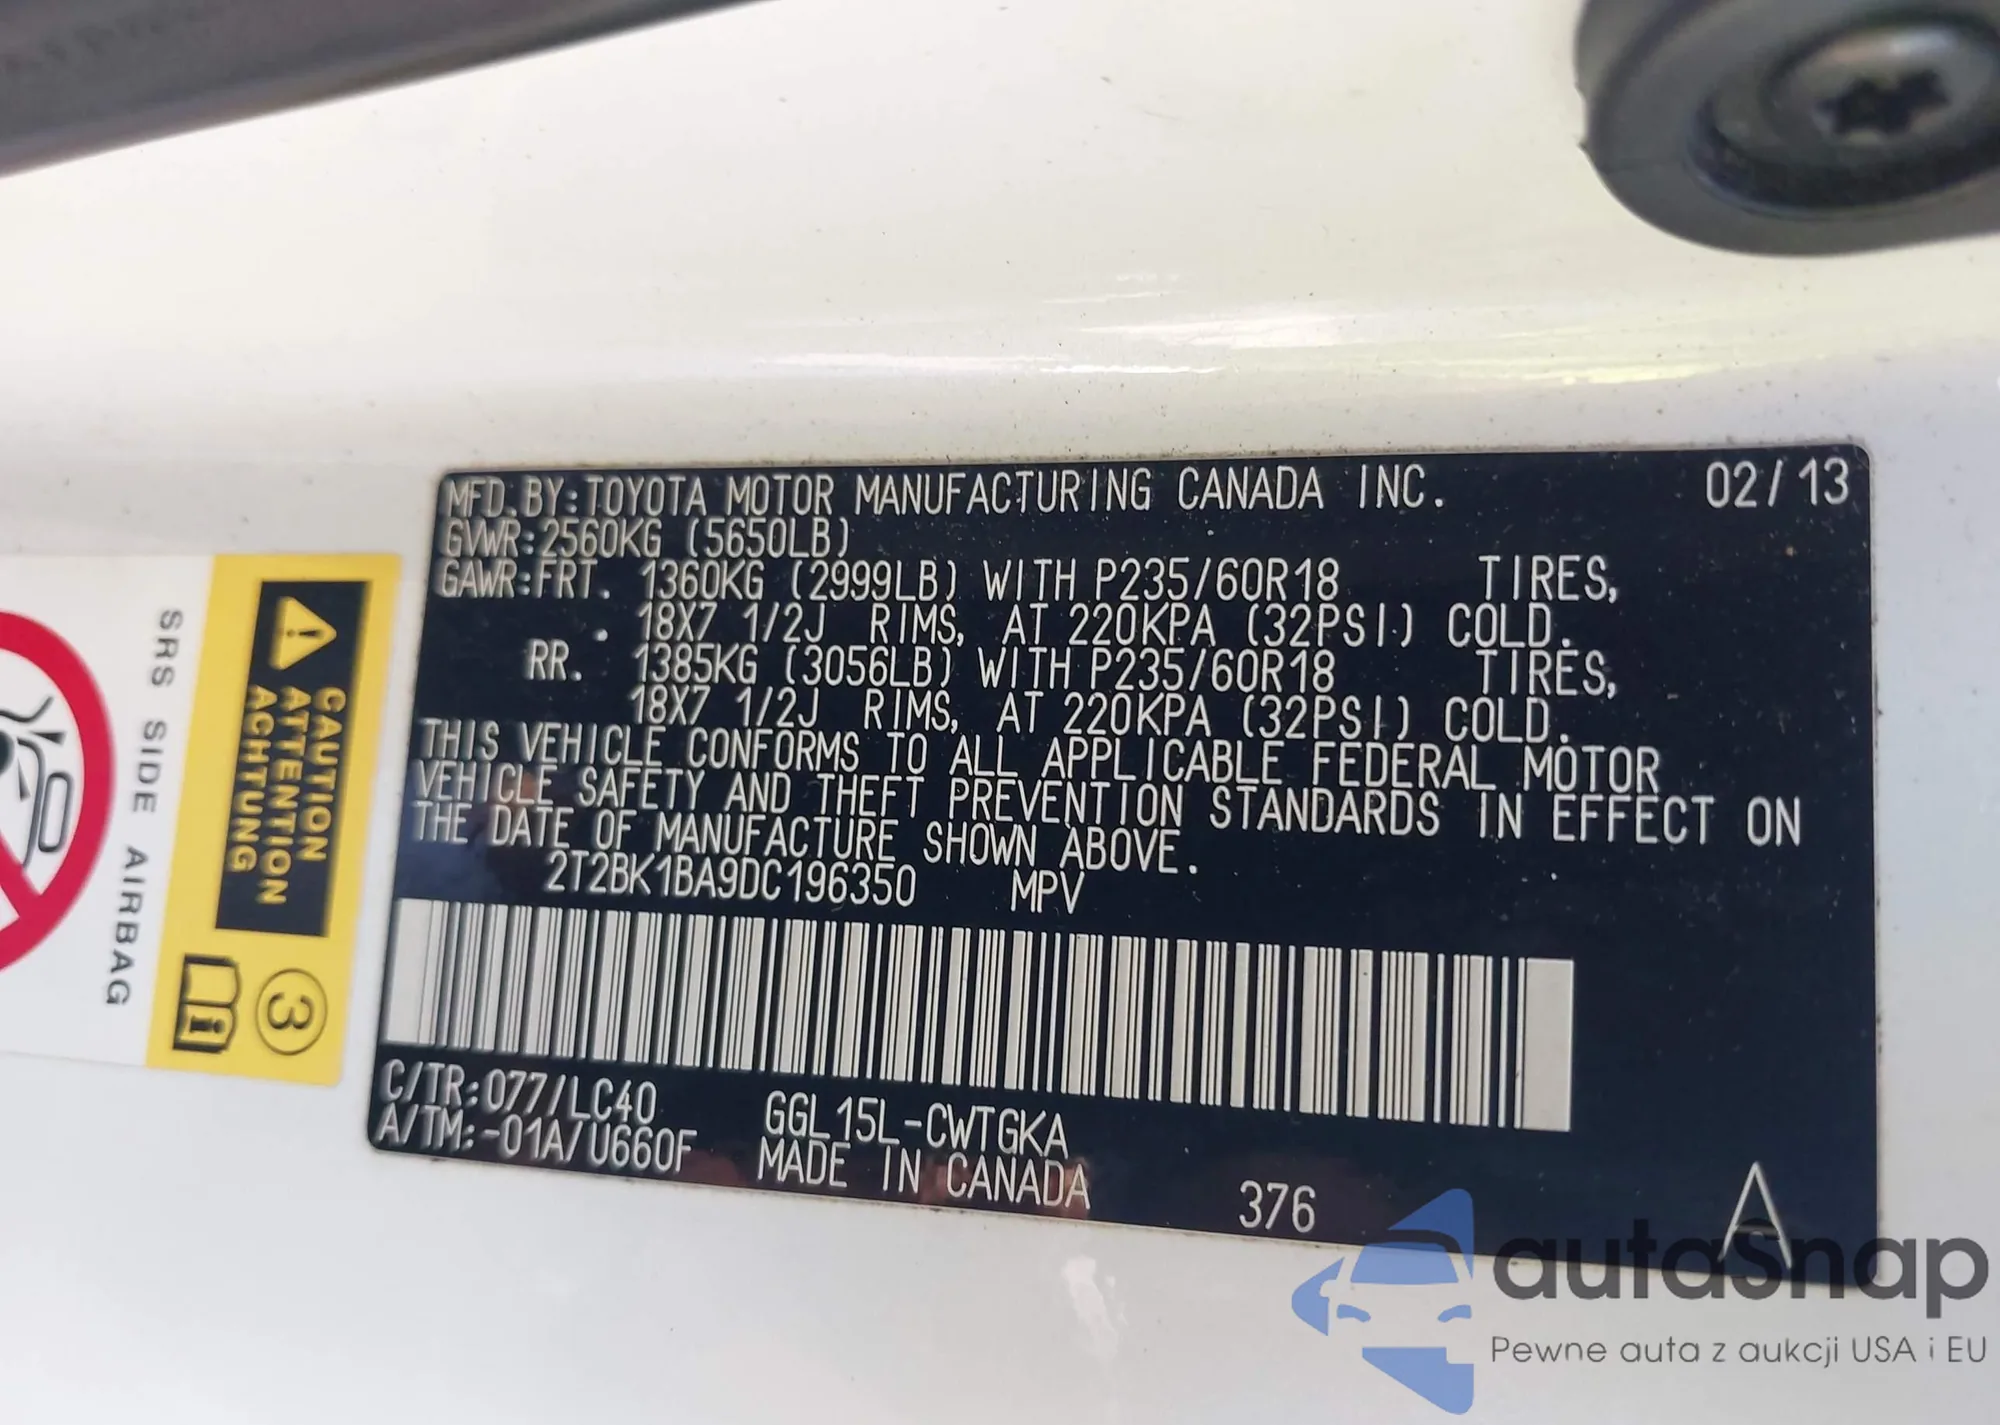 MFD.BY:TOYOTA MOTOR MANUFACTURING CANADA INC. 02/13
GVWR:2560KG (5650LB)
GAWR:FRT. 1360KG (2999LB) WITH P235/60R18 TIRES,
18X7 1/2J RIMS, AT 220KPA (32PSI) COLD.
RR. 1385KG (3056LB) WITH P235/60R18 TIRES,
18X7 1/2J RIMS, AT 220KPA (32PSI) COLD.
THIS VEHICLE CONFORMS TO ALL APPLICABLE FEDERAL MOTOR
VEHICLE SAFETY AND THEFT PREVENTION STANDARDS IN EFFECT ON
THE DATE OF MANUFACTURE SHOWN ABOVE.
2T2BK1BA9DC196350 MPV
C/TR:077/LC40 GGL15L-CWTGKA
A/TM:-01A/U660F MADE IN CANADA 376 A
CAUTION
ATTENTION
ACHTUNG
3
SRS SIDE AIRBAG
autasnap
Pewne auta z aukcji USA i EU